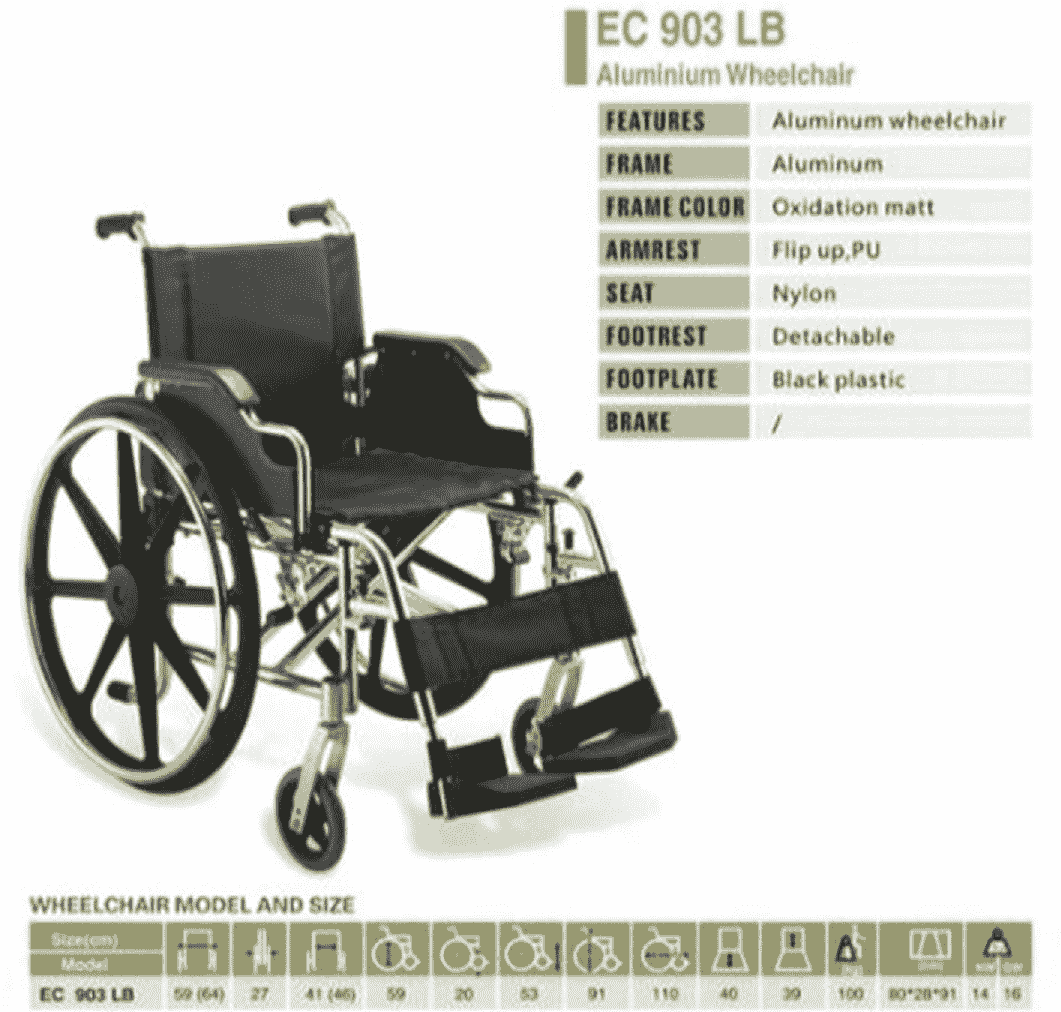 EC 903 LB
Aluminium Wheelchair
FEATURES Aluminum wheelchair
FRAME Aluminum
FRAME COLOR Oxidation matt
ARMREST Flip up,PU
SEAT Nylon
FOOTREST Detachable
FOOTPLATE Black plastic
BRAKE /
WHEELCHAIR MODEL AND SIZE
Size(cm)
Model
EC 903 LB 59 (64) 27 41 (46) 59 20 53 91 110 40 39 100 80*28*91 14 16